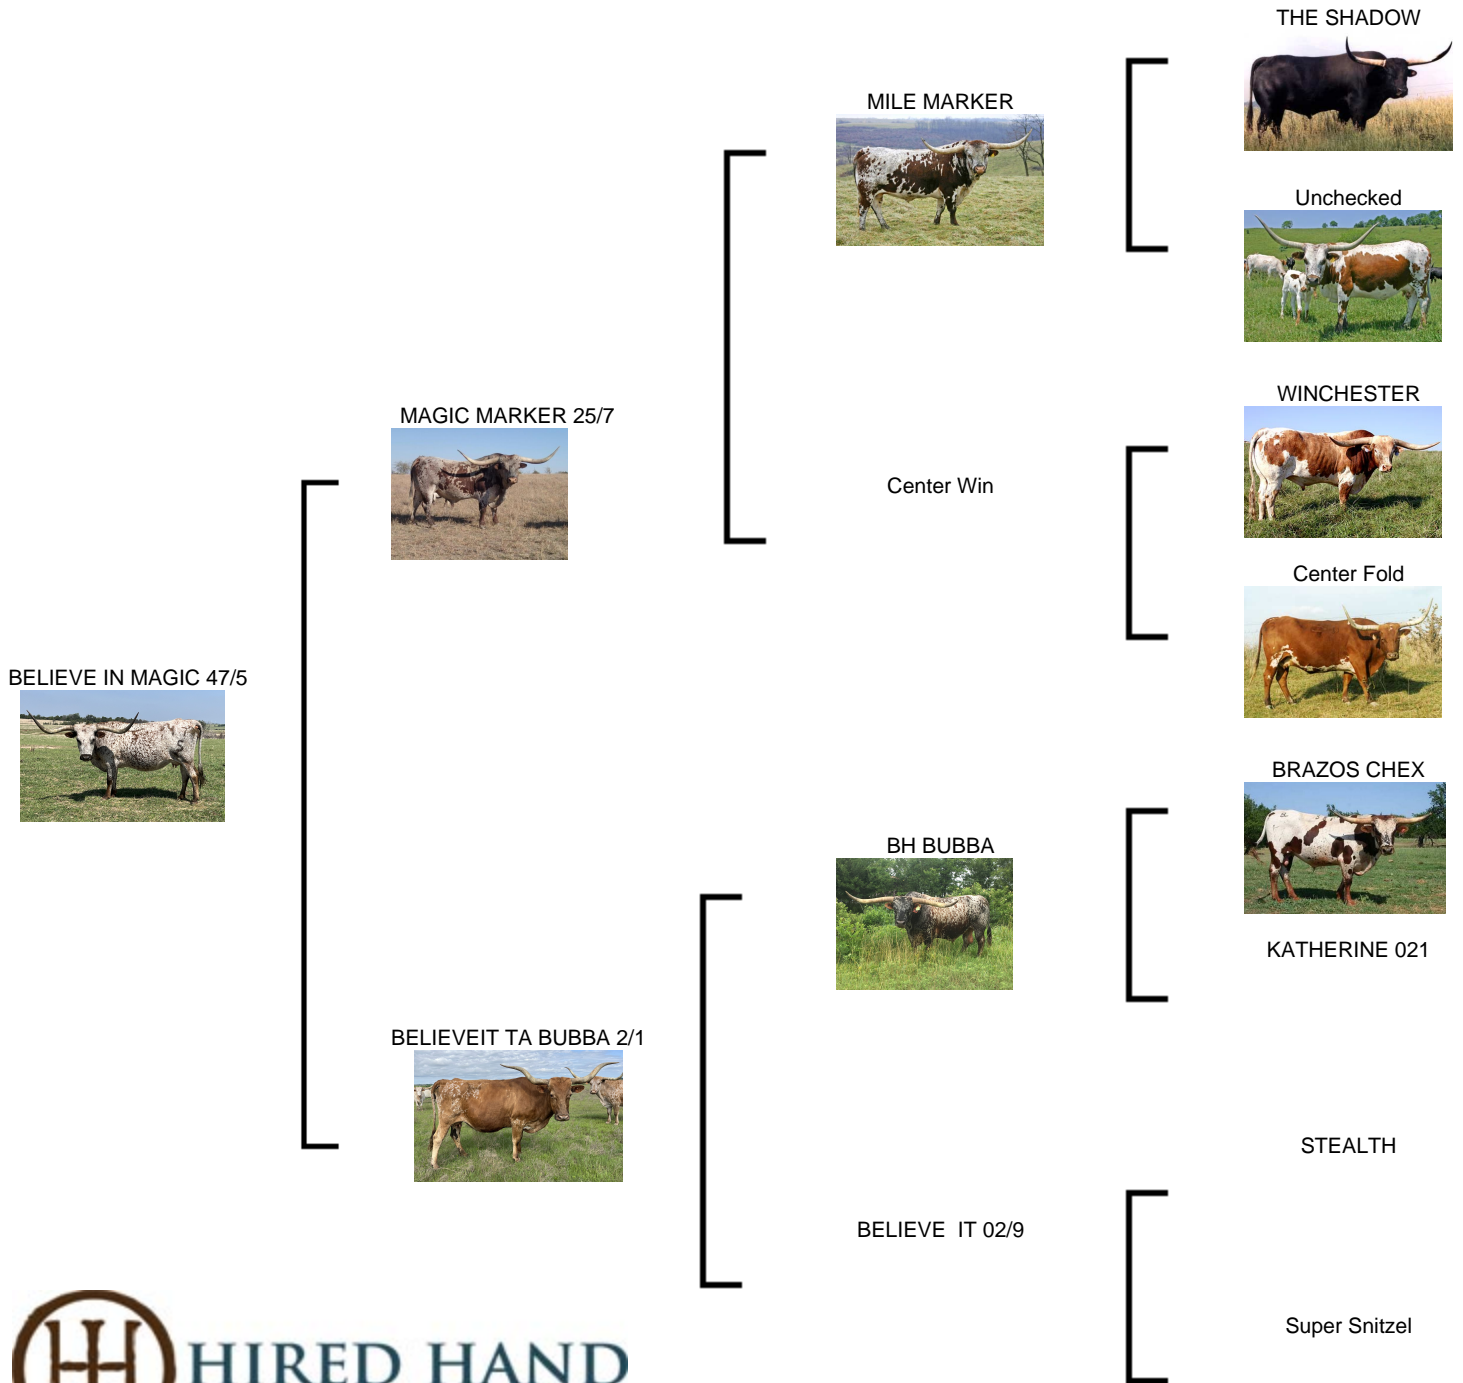 THE SHADOW
MILE MARKER
Unchecked
WINCHESTER
MAGIC MARKER 25/7
Center Win
Center Fold
BELIEVE IN MAGIC 47/5
BRAZOS CHEX
BH BUBBA
KATHERINE 021
BELIEVEIT TA BUBBA 2/1
STEALTH
BELIEVE  IT 02/9
Super Snitzel
HIRED HAND